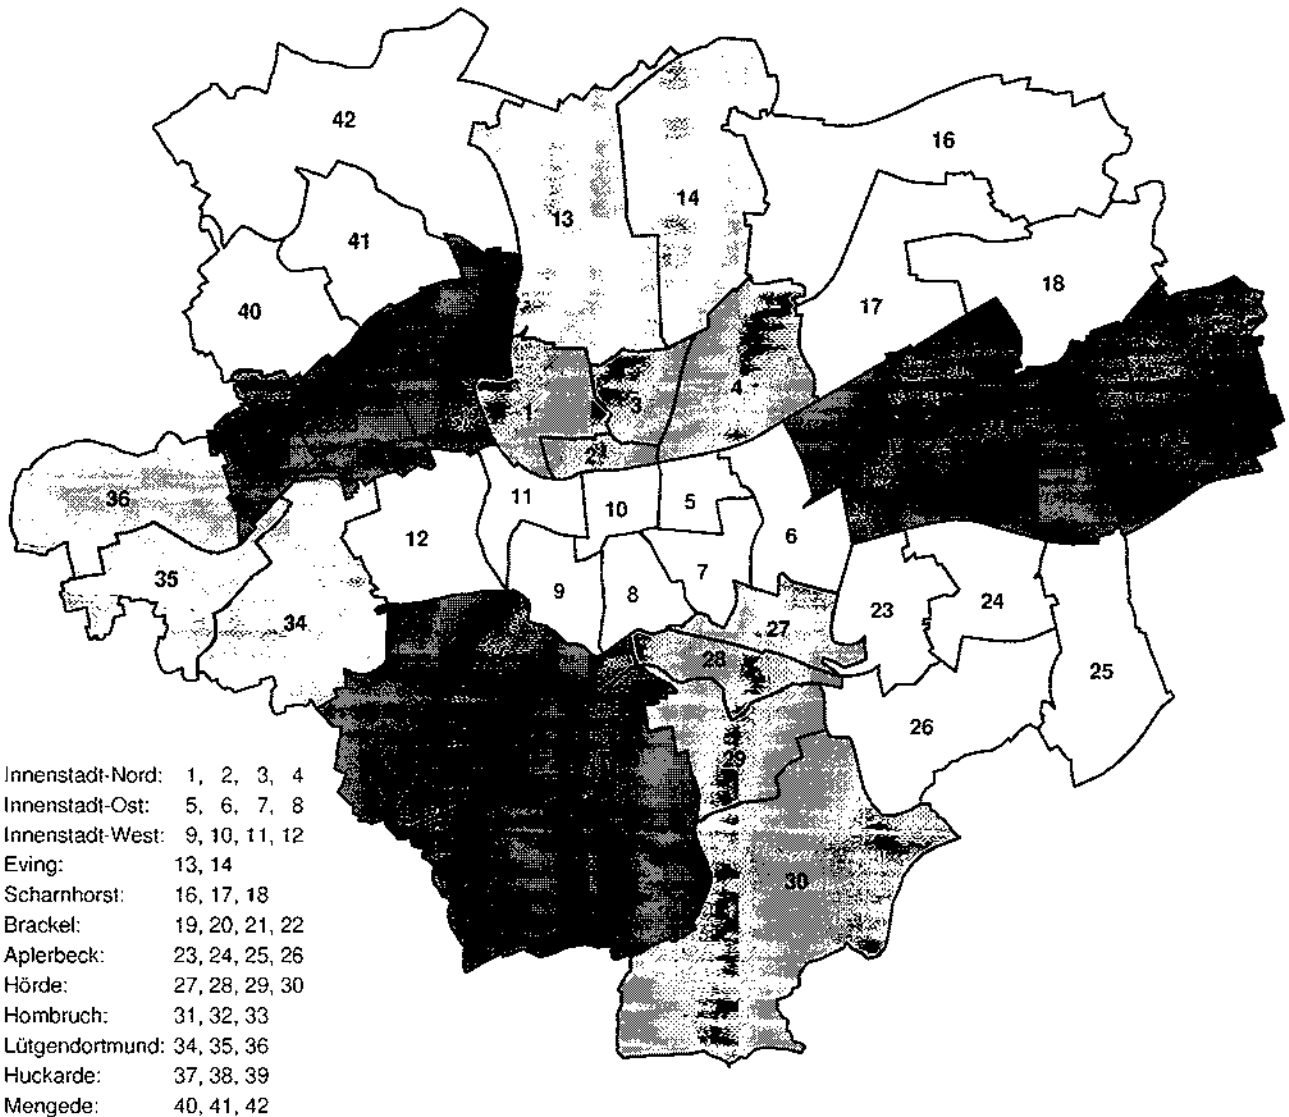 42
16
14
13
41
18
17
40
4
3
1
2
36
11
10
5
12
6
35
7
9
8
24
23
34
27
28
25
26
29
30
Innenstadt-Nord: 1, 2, 3, 4
Innenstadt-Ost: 5, 6, 7, 8
Innenstadt-West: 9, 10, 11, 12
Eving: 13, 14
Scharnhorst: 16, 17, 18
Brackel: 19, 20, 21, 22
Aplerbeck: 23, 24, 25, 26
Hörde: 27, 28, 29, 30
Hombruch: 31, 32, 33
Lütgendortmund: 34, 35, 36
Huckarde: 37, 38, 39
Mengede: 40, 41, 42